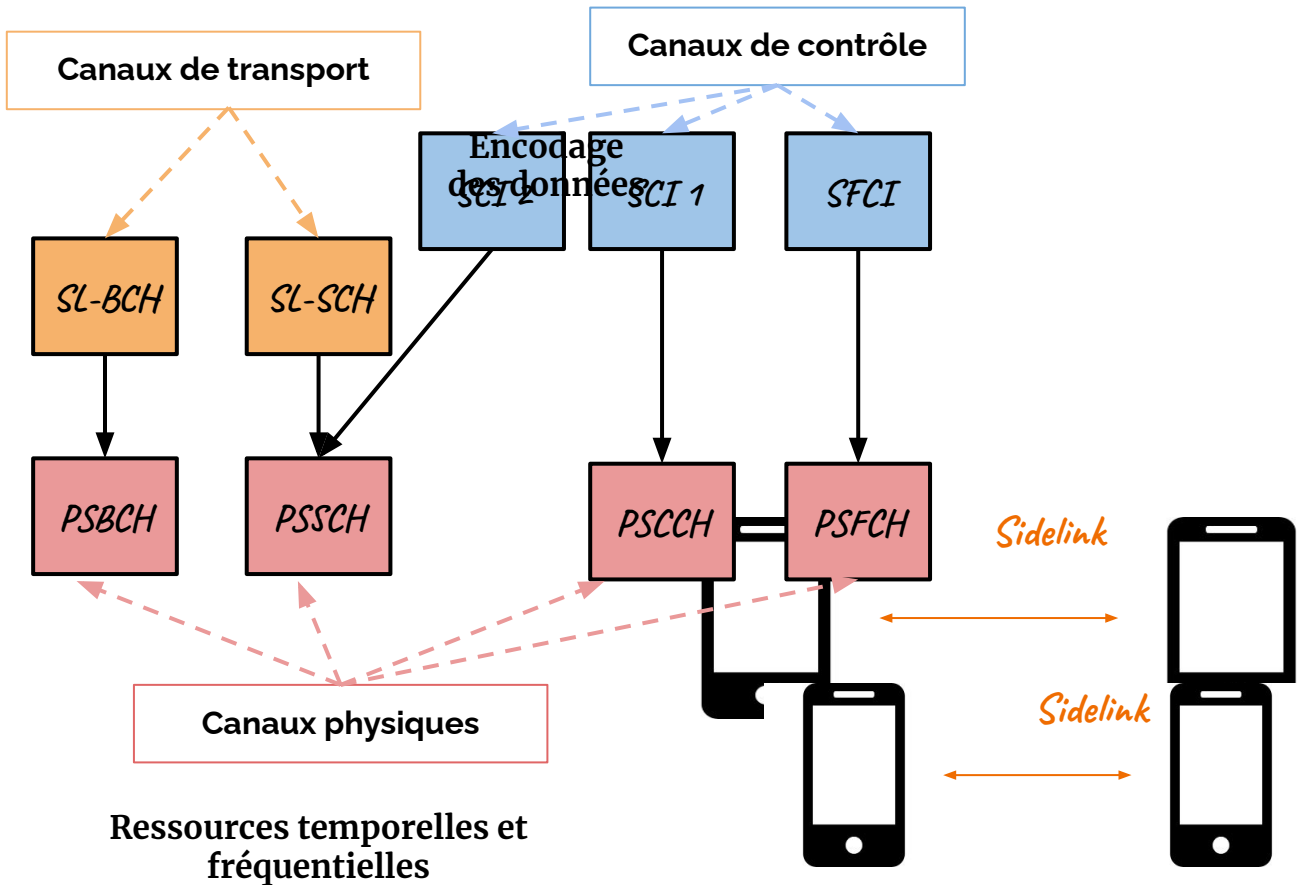 Canaux de transport
Canaux de contrôle
Encodage
des données
SCI 2
SCI 1
SFCI
SL-BCH
SL-SCH
PSBCH
PSSCH
PSCCH
PSFCH
Sidelink
Sidelink
Canaux physiques
Ressources temporelles et
fréquentielles